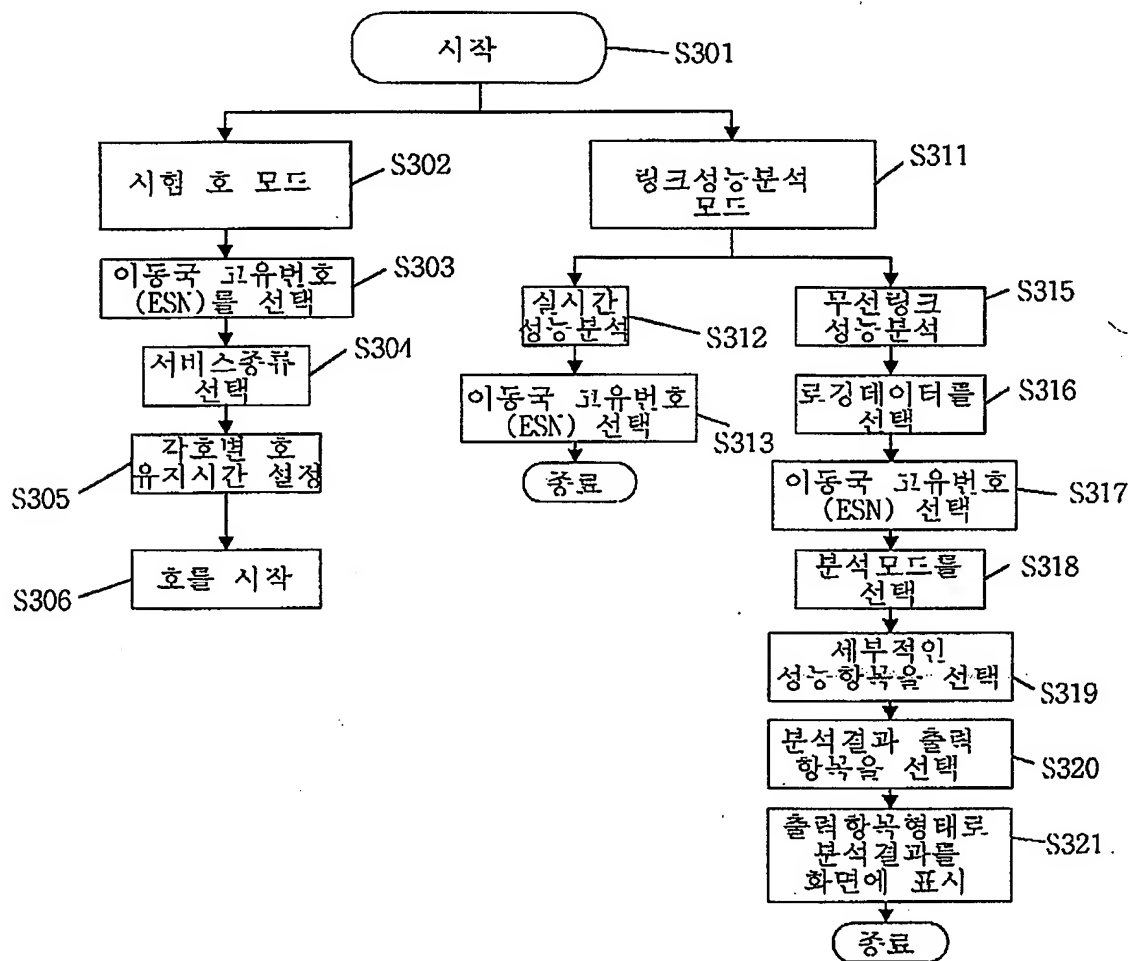 시작
S301
시험 호 모드
S302
이동국 고유번호
(ESN)를 선택
S303
서비스종류
선택
S304
각호별 호
유지시간 설정
S305
호를 시작
S306
링크성능분석
모드
S311
실시간
성능분석
S312
이동국 고유번호
(ESN) 선택
S313
종료
무선링크
성능분석
S315
로깅데이터를
선택
S316
이동국 고유번호
(ESN) 선택
S317
분석모드를
선택
S318
세부적인
성능항목을 선택
S319
분석결과 출력
항목을 선택
S320
출력항목형태로
분석결과를
화면에 표시
S321
종료